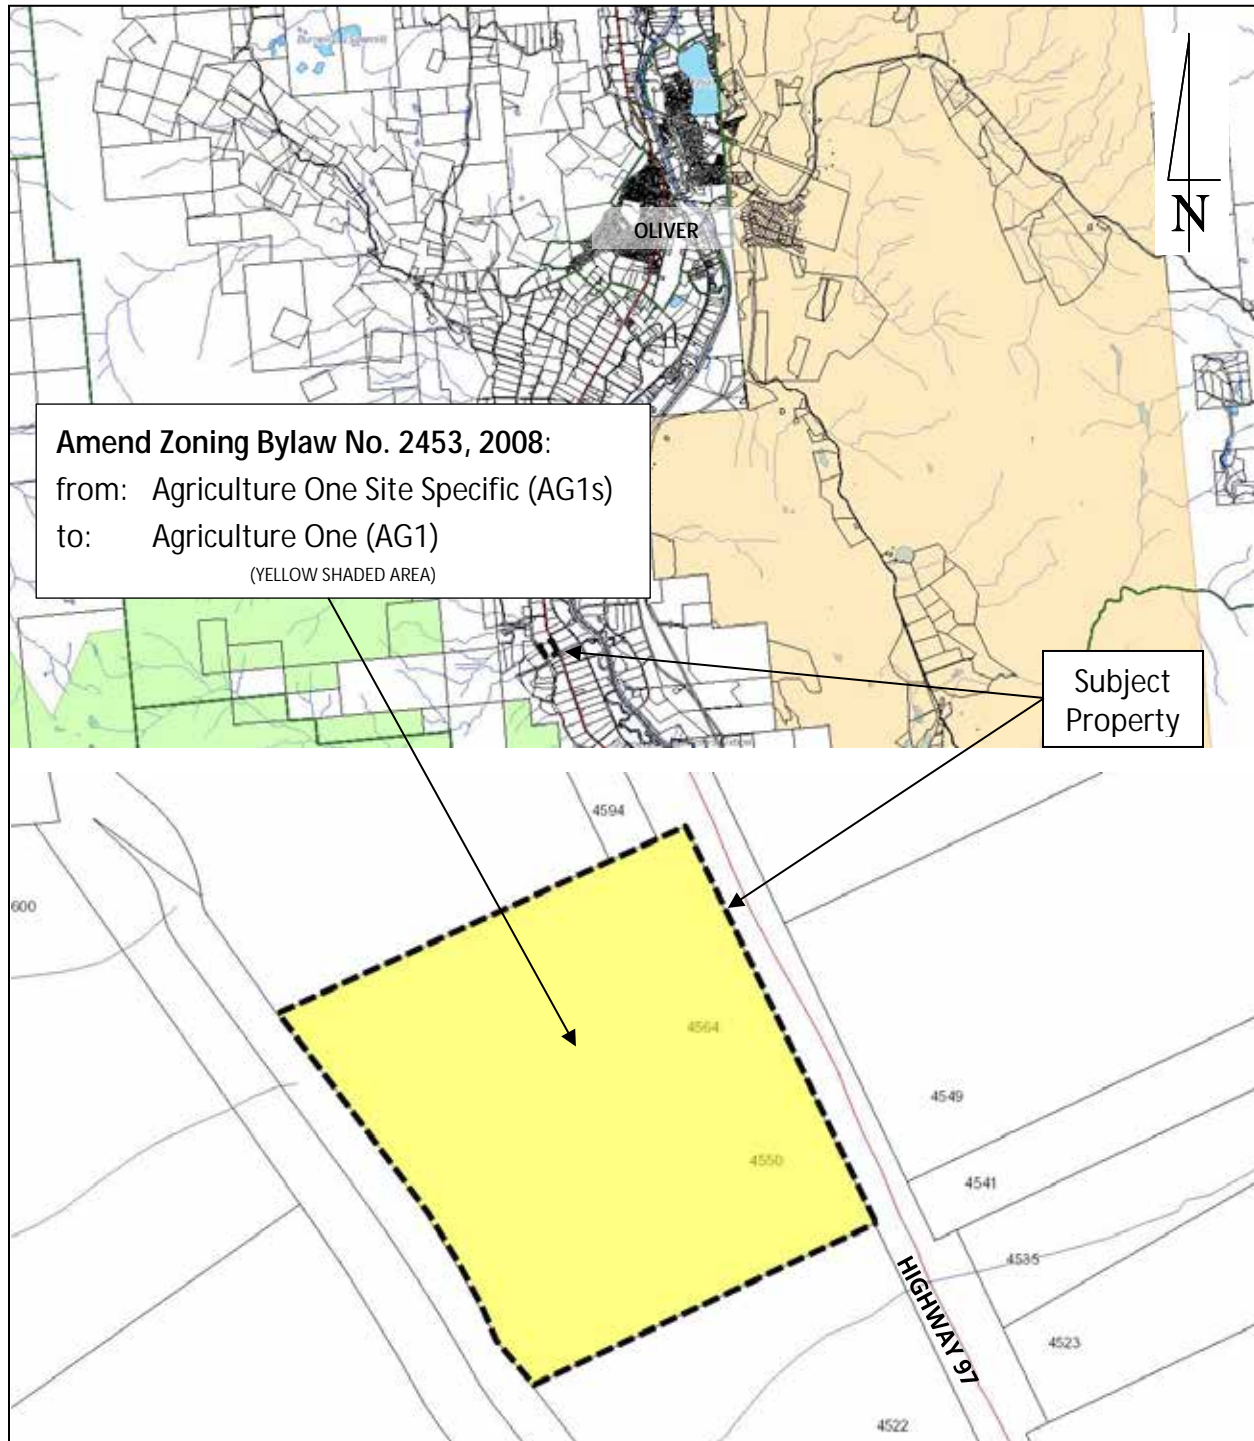 N
OLIVER
Amend Zoning Bylaw No. 2453, 2008:
from: Agriculture One Site Specific (AG1s)
to: Agriculture One (AG1)
(YELLOW SHADED AREA)
Subject
Property
4594
600
4564
4549
4550
4541
4535
HIGHWAY 97
4523
4522